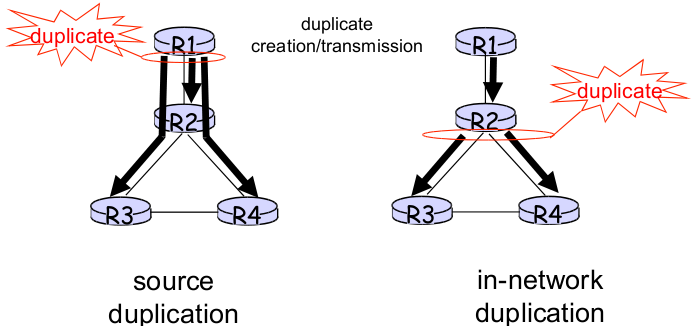 duplicate
R1
duplicate
creation/transmission
R1
R2
R2
duplicate
R3
R4
R3
R4
source
duplication
in-network
duplication